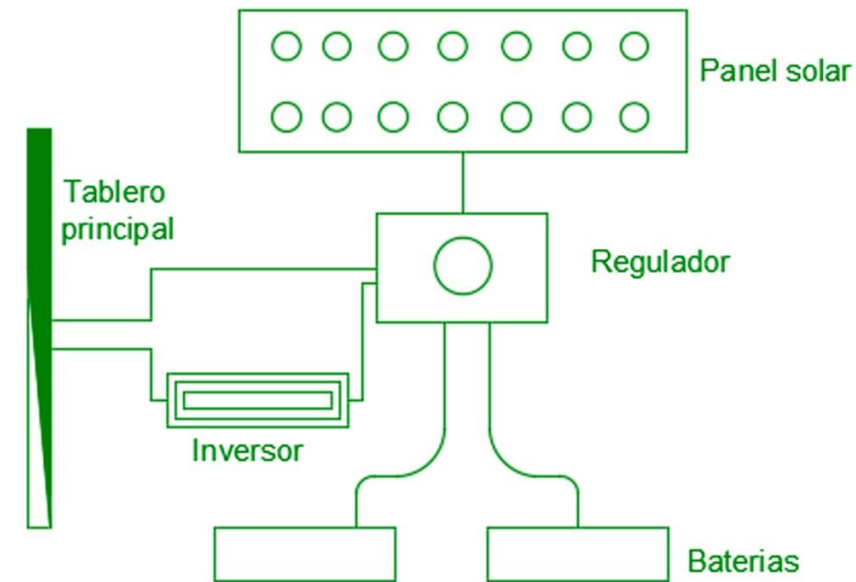 Panel solar
Tablero
principal
Regulador
Inversor
Baterias